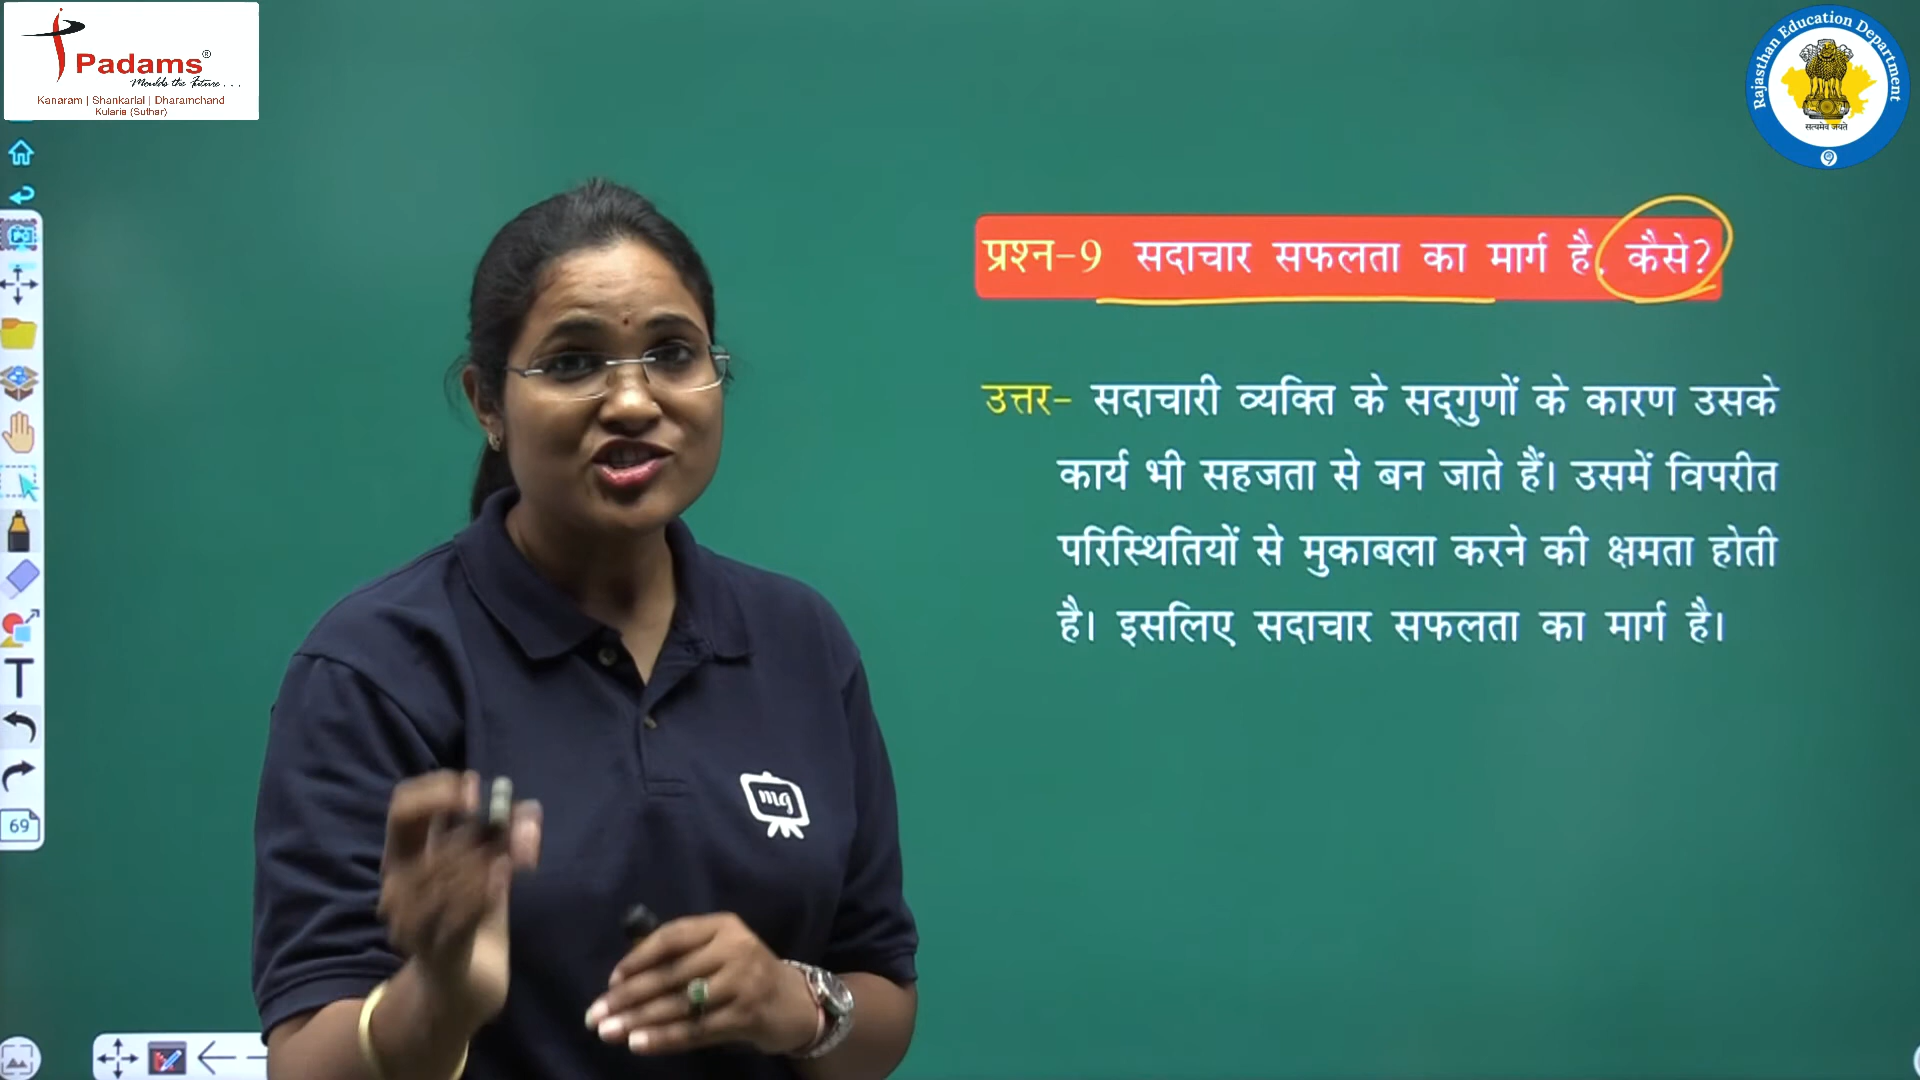 Padams®
Moulds the Future . . .
Kanaram | Shankarlal | Dharamchand
Kularia (Suthar)
Rajasthan Education Department
सत्यमेव जयते
प्रश्न-9 सदाचार सफलता का मार्ग है, कैसे?
उत्तर- सदाचारी व्यक्ति के सद्‌गुणों के कारण उसके
कार्य भी सहजता से बन जाते हैं। उसमें विपरीत
परिस्थितियों से मुकाबला करने की क्षमता होती
है। इसलिए सदाचार सफलता का मार्ग है।
mg
T
69